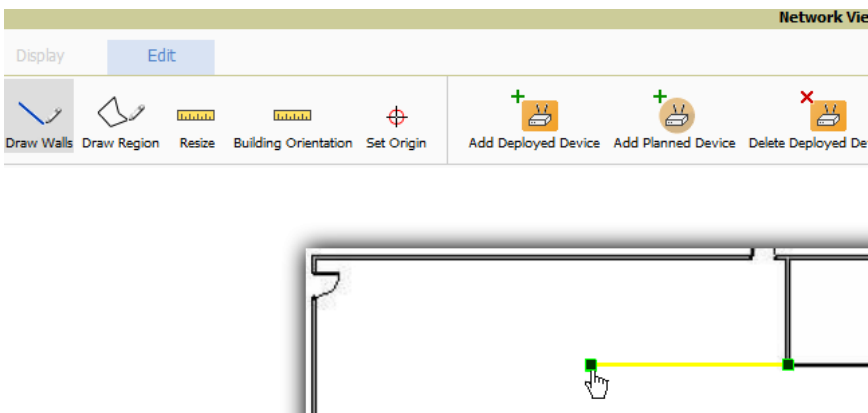 Network Vie
Display Edit
Draw Walls Draw Region Resize Building Orientation Set Origin Add Deployed Device Add Planned Device Delete Deployed De